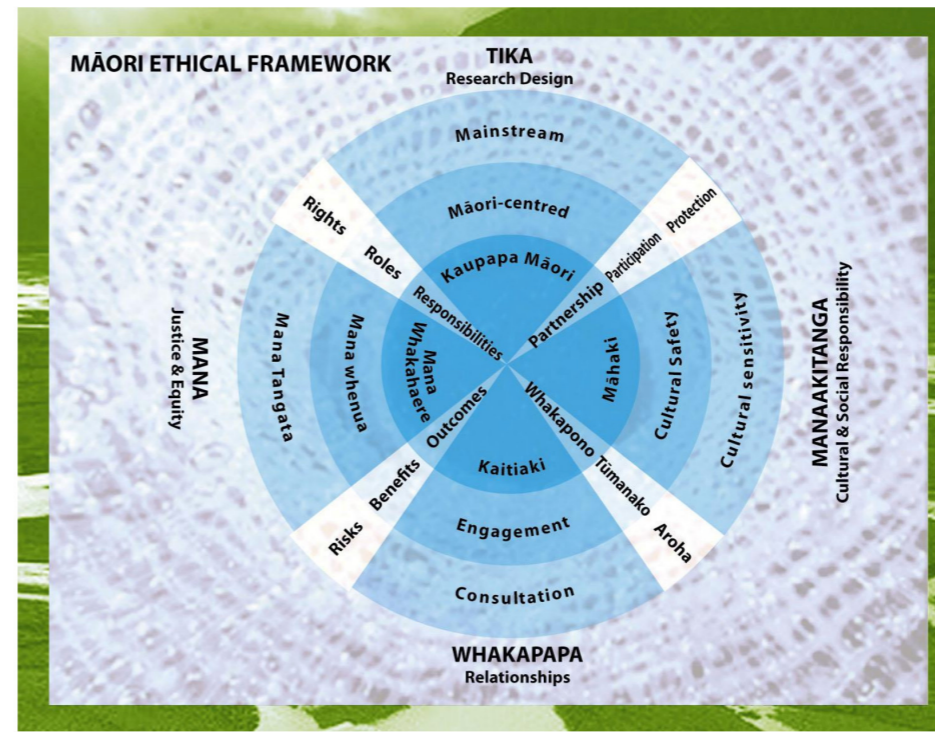 MĀORI ETHICAL FRAMEWORK
TIKA
Research Design
Mainstream
Māori-centred
Kaupapa Māori
Rights
Roles
Responsibilities
Protection
Participation
Partnership
MANA
Justice & Equity
Mana Tangata
Mana whenua
Mana
Whakahaere
Māhaki
Cultural Safety
Cultural sensitivity
MANAAKITANGA
Cultural & Social Responsibility
Outcomes
Benefits
Risks
Whakapono
Tūmanako
Aroha
Kaitiaki
Engagement
Consultation
WHAKAPAPA
Relationships